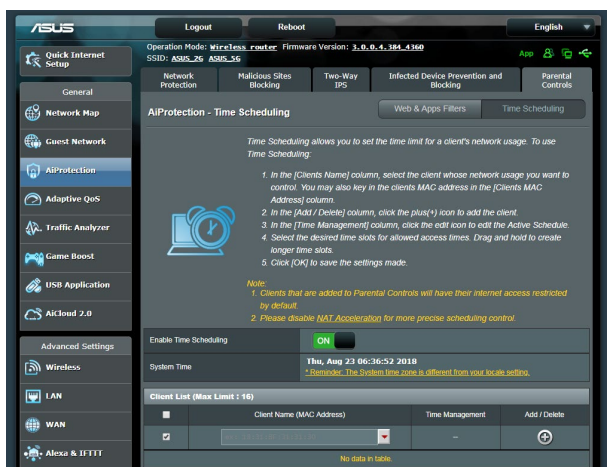 ASUS
Logout
Reboot
English
Quick Internet
Setup
General
Network Map
Guest Network
AiProtection
Adaptive QoS
Traffic Analyzer
Game Boost
USB Application
AiCloud 2.0
Advanced Settings
Wireless
LAN
WAN
Alexa & IFTTT
Operation Mode: Wireless router Firmware Version: 3.0.0.4.384_4360
SSID: ASUS_2G ASUS_5G
App
Network
Protection
Malicious Sites
Blocking
Two-Way
IPS
Infected Device Prevention and
Blocking
Parental
Controls
AiProtection - Time Scheduling
Web & Apps Filters
Time Scheduling
Time Scheduling allows you to set the time limit for a client's network usage. To use
Time Scheduling:
1. In the [Clients Name] column, select the client whose network usage you want to
control. You may also key in the clients MAC address in the [Clients MAC
Address] column.
2. In the [Add / Delete] column, click the plus(+) icon to add the client.
3. In the [Time Management] column, click the edit icon to edit the Active Schedule.
4. Select the desired time slots for allowed access times. Drag and hold to create
longer time slots.
5. Click [OK] to save the settings made.
Note:
1. Clients that are added to Parental Controls will have their internet access restricted
by default.
2. Please disable NAT Acceleration for more precise scheduling control.
Enable Time Scheduling
ON
System Time
Thu, Aug 23 06:36:52 2018
* Reminder: The System time zone is different from your locale setting.
Client List (Max Limit : 16)
Client Name (MAC Address)
Time Management
Add / Delete
–
No data in table.